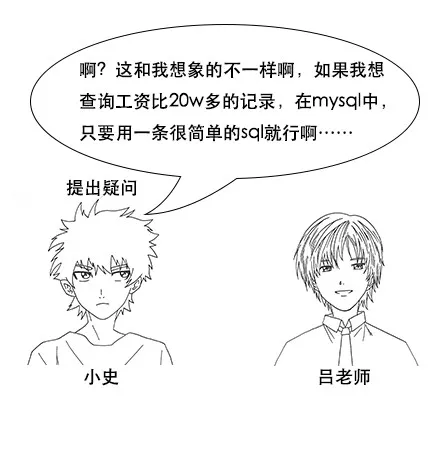 啊？这和我想象的不一样啊，如果我想
查询工资比20w多的记录，在mysql中，
只要用一条很简单的sql就行啊……
提出疑问
小史
吕老师